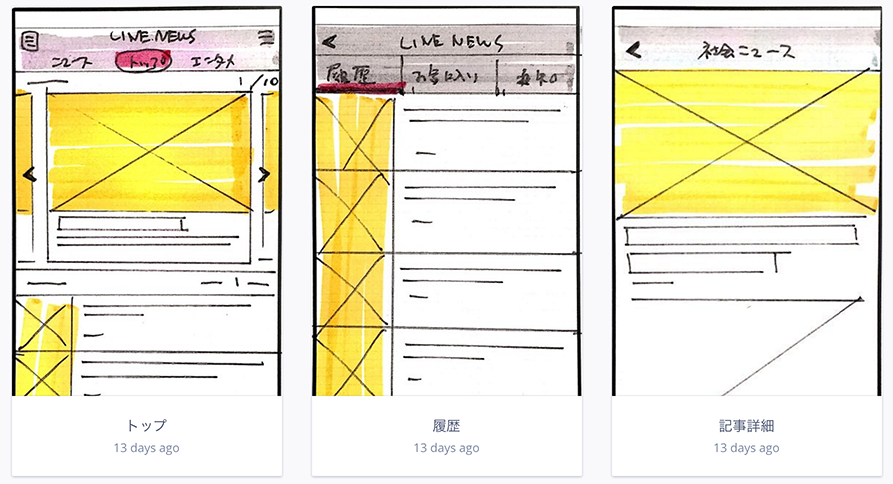 LINE NEWS
ニュース
トップ
エンタメ
1/10
LINE NEWS
履歴
お気に入り
社会ニュース
トップ
13 days ago
履歴
13 days ago
記事詳細
13 days ago